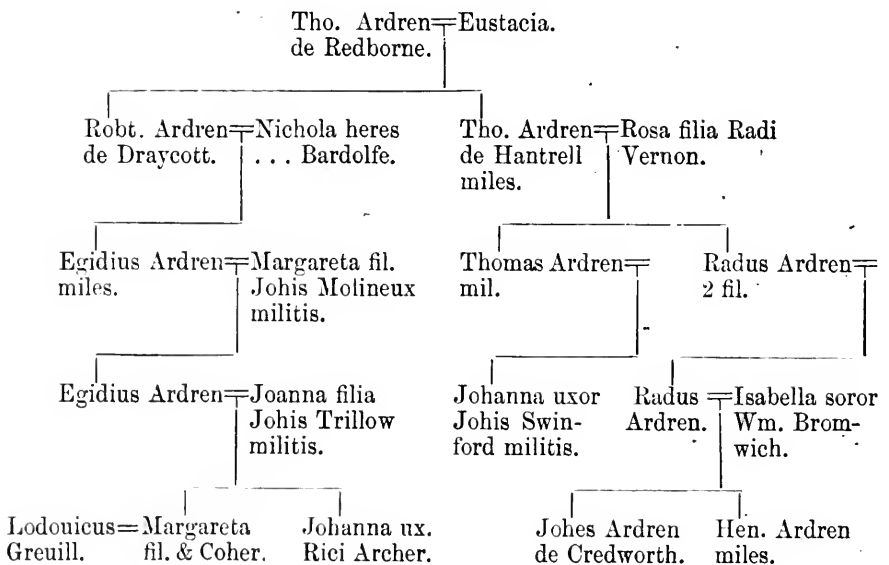 Tho. Ardren=Eustacia.
de Redborne.
Robt. Ardren=Nichola heres
de Draycott. ... Bardolfe.
Tho. Ardren=Rosa filia Radi
de Hantrell Vernon.
miles.
Egidius Ardren=Margareta fil.
miles. Johis Molineux
militis.
Thomas Ardren=
mil.
Radus Ardren=
2 fil.
Egidius Ardren=Joanna filia
Johis Trillow
militis.
Johanna uxor
Johis Swin-
ford militis.
Radus =Isabella soror
Ardren. Wm. Brom-
wich.
Lodouicus=Margareta
Greuill. fil. & Coher.
Johanna ux.
Rici Archer.
Johes Ardren
de Credworth.
Hen. Ardren
miles.